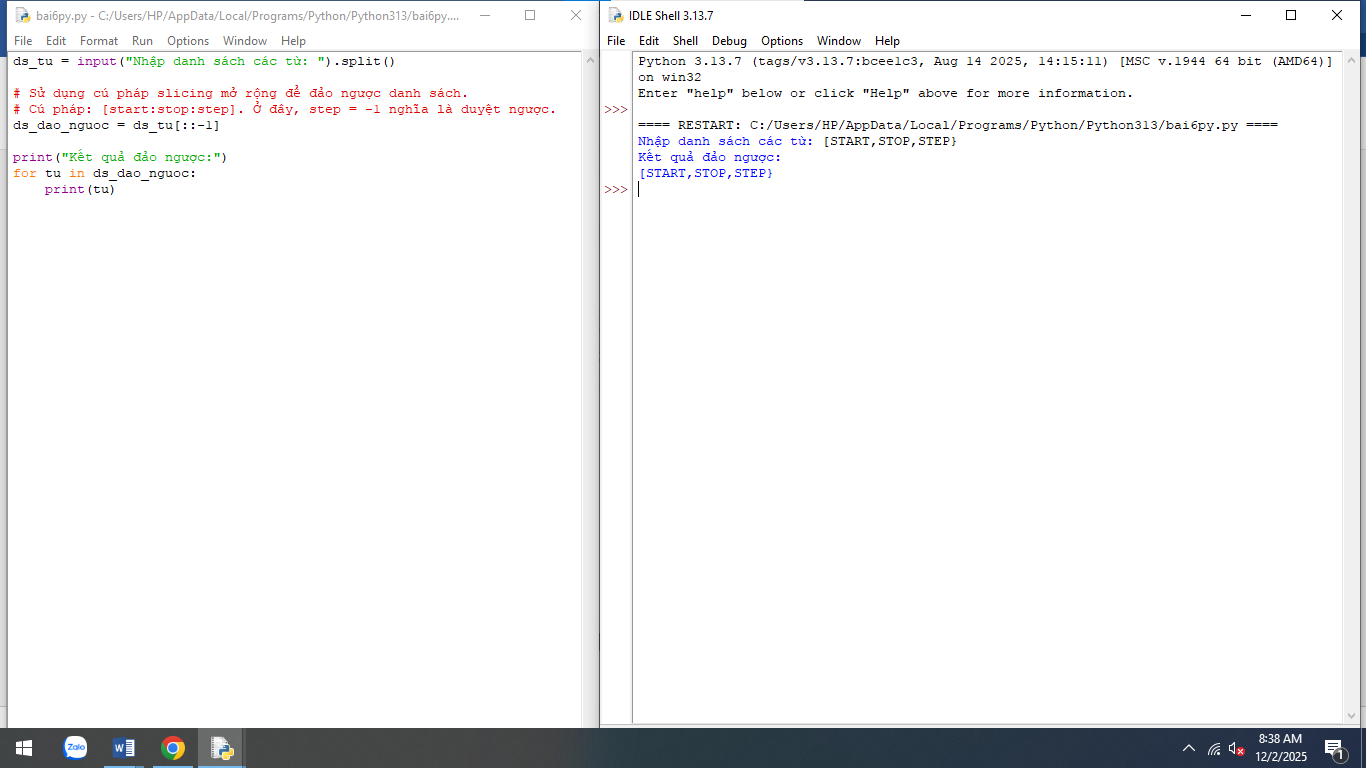 bai6py.py - C:/Users/HP/AppData/Local/Programs/Python/Python313/bai6py....
File Edit Format Run Options Window Help
ds_tu = input("Nhập danh sách các từ: ").split()
# Sử dụng cú pháp slicing mở rộng để đảo ngược danh sách.
# Cú pháp: [start:stop:step]. Ở đây, step = -1 nghĩa là duyệt ngược.
ds_dao_nguoc = ds_tu[::-1]
print("Kết quả đảo ngược:")
for tu in ds_dao_nguoc:
    print(tu)
IDLE Shell 3.13.7
File Edit Shell Debug Options Window Help
Python 3.13.7 (tags/v3.13.7:bcee1c3, Aug 14 2025, 14:15:11) [MSC v.1944 64 bit (AMD64)]
on win32
Enter "help" below or click "Help" above for more information.
>>>
==== RESTART: C:/Users/HP/AppData/Local/Programs/Python/Python313/bai6py.py ====
Nhập danh sách các từ: [START,STOP,STEP}
Kết quả đảo ngược:
[START,STOP,STEP}
>>>
Zalo
W
8:38 AM
12/2/2025
1